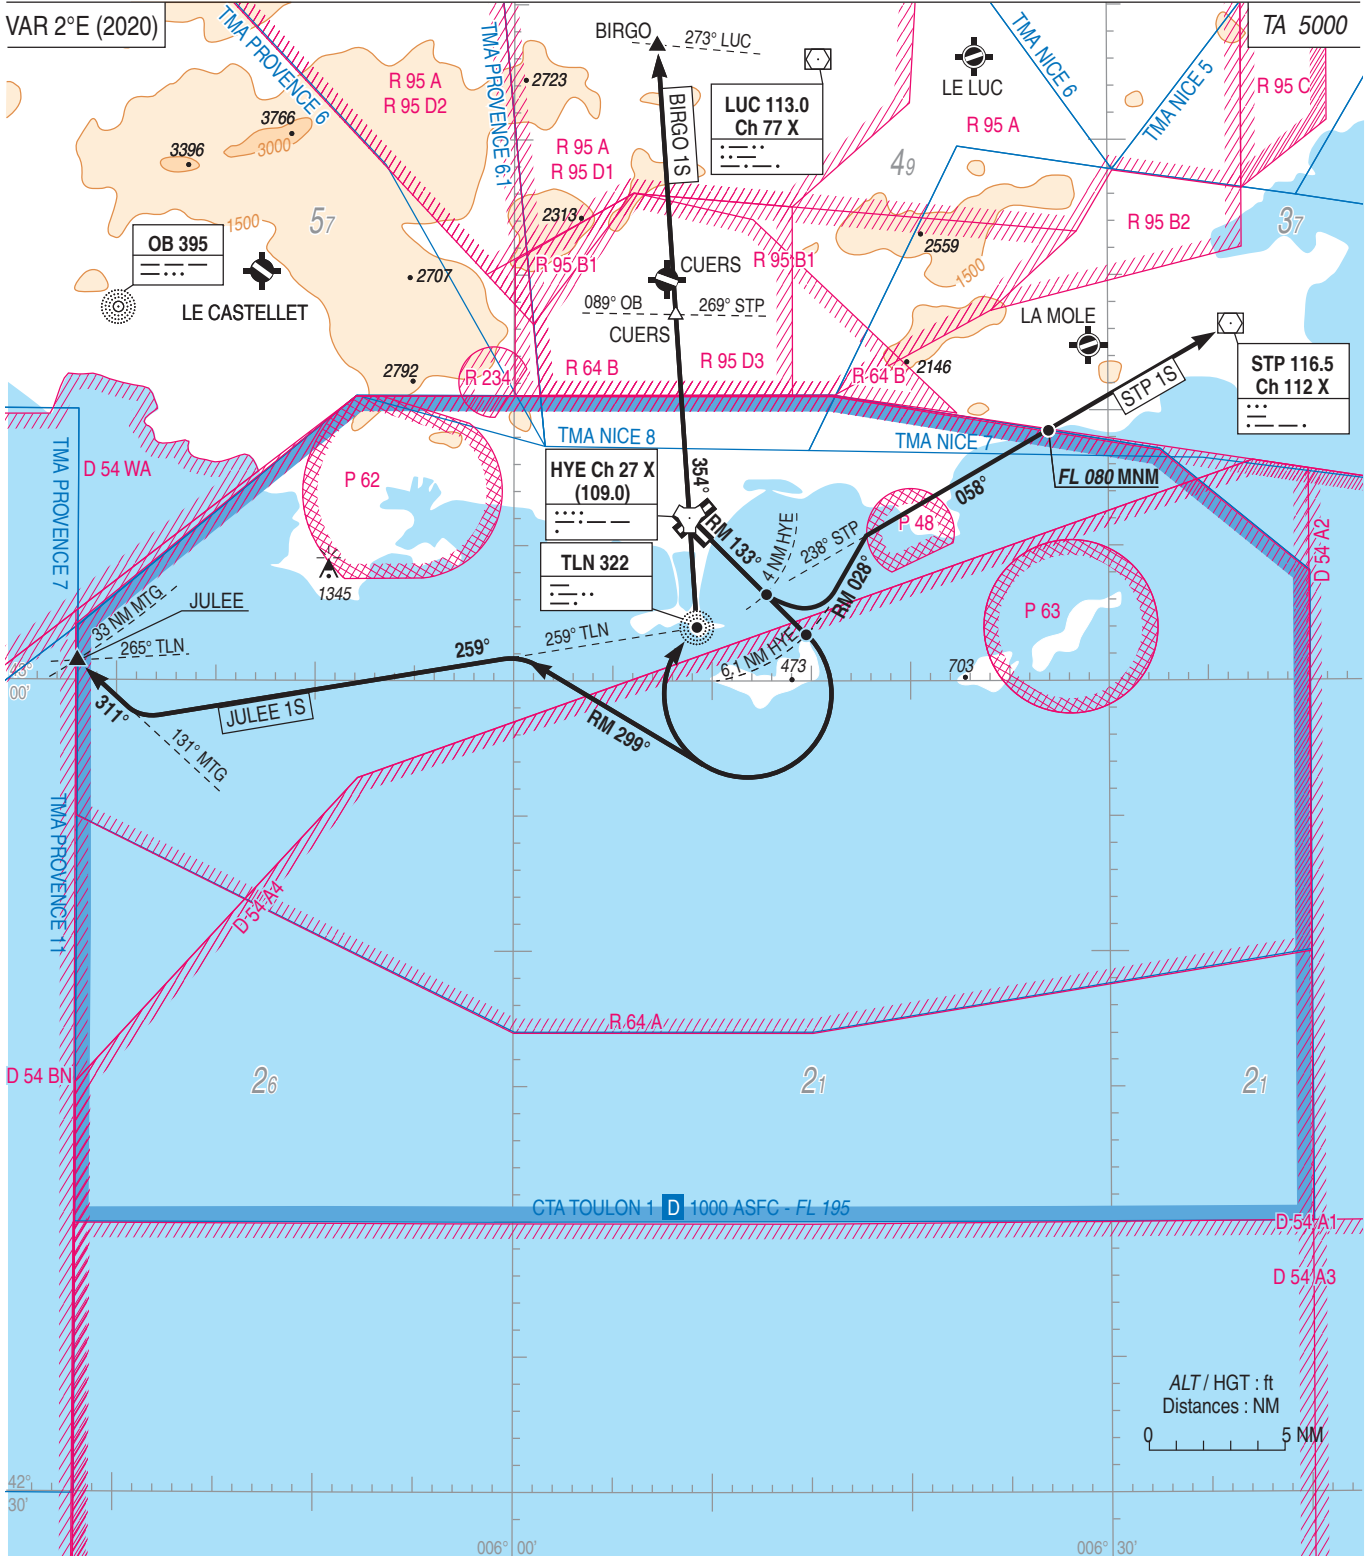 VAR 2°E (2020)
TA 5000
BIRGO
273° LUC
TMA PROVENCE 6
TMA PROVENCE 6.1
TMA NICE 6
TMA NICE 5
LE LUC
R 95 A
R 95 D2
2723
R 95 C
3766
3000
3396
BIRGO 1S
LUC 113.0
Ch 77 X
R 95 A
R 95 A
R 95 D1
49
57
1500
2313
2559
R 95 B2
37
OB 395
LE CASTELLET
2707
R 95 B1
CUERS
R 95 B1
1500
089° OB
269° STP
CUERS
LA MOLE
R 64 B
R 95 D3
R 64 B
2146
2792
R 234
STP 1S
STP 116.5
Ch 112 X
TMA NICE 8
TMA NICE 7
TMA PROVENCE 7
D 54 WA
P 62
HYE Ch 27 X
(109.0)
354°
FL 080 MNM
058°
RM 133°
4 NM HYE
238° STP
P 48
D 54 A2
TLN 322
1345
RM 028°
P 63
33 NM MTG
JULEE
265° TLN
259°
259° TLN
6.1 NM HYE
473
703
43°
00'
311°
JULEE 1S
131° MTG
RM 299°
TMA PROVENCE 11
D 54 A4
R 64 A
D 54 BN
26
21
21
CTA TOULON 1 D 1000 ASFC - FL 195
D 54 A1
D 54 A3
ALT / HGT : ft
Distances : NM
0
5 NM
42°
30'
006° 00'
006° 30'